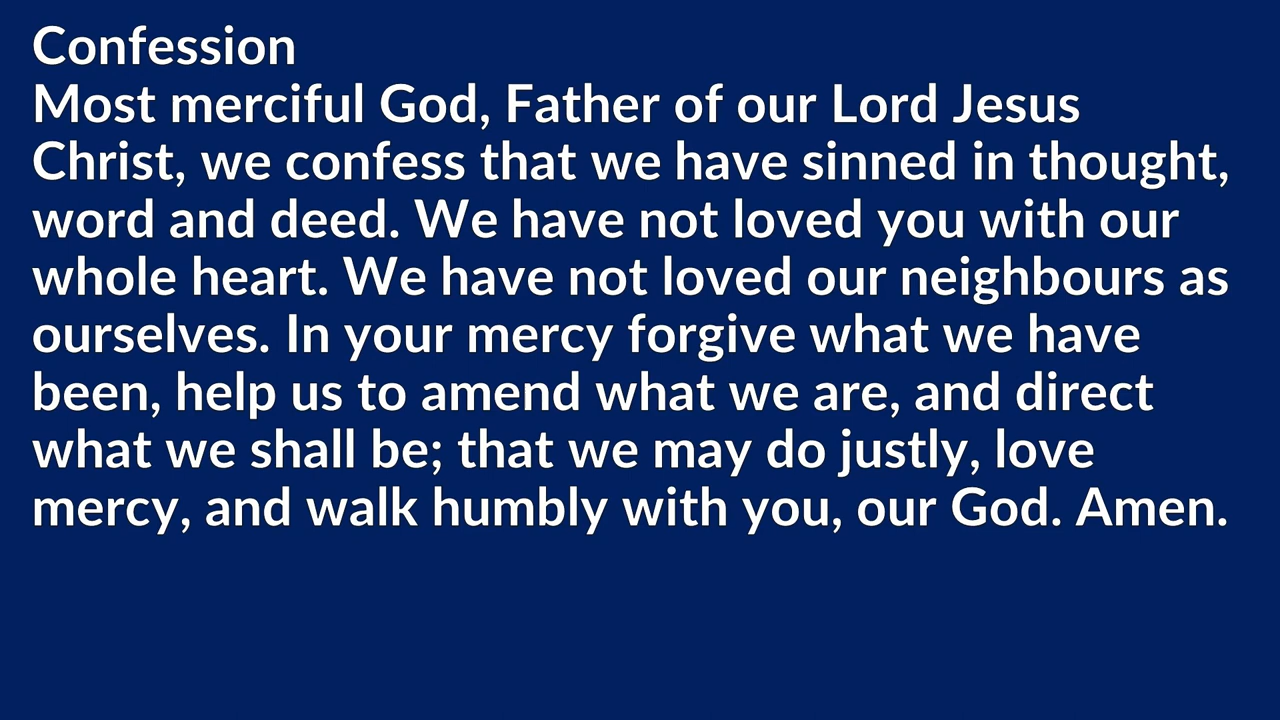 Confession
Most merciful God, Father of our Lord Jesus
Christ, we confess that we have sinned in thought,
word and deed. We have not loved you with our
whole heart. We have not loved our neighbours as
ourselves. In your mercy forgive what we have
been, help us to amend what we are, and direct
what we shall be; that we may do justly, love
mercy, and walk humbly with you, our God. Amen.